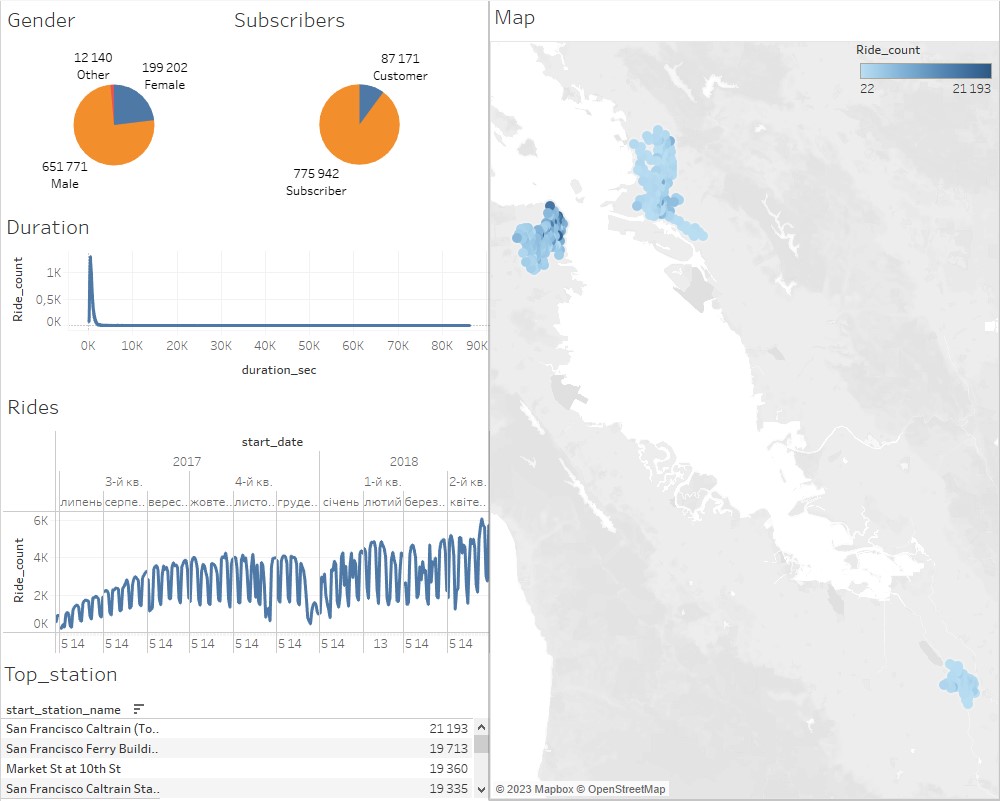 Gender
Subscribers
12 140
Other
199 202
Female
651 771
Male
87 171
Customer
775 942
Subscriber
Duration
Ride_count
1K
0,5K
0K
0K 10K 20K 30K 40K 50K 60K 70K 80K 90K
duration_sec
Rides
start_date
2017 2018
3-й кв. 4-й кв. 1-й кв. 2-й кв.
липень серпе.. верес.. жовте.. листо.. груде.. січень лютий берез.. квіте..
Ride_count
6K
4K
2K
0K
5 14 5 14 5 14 5 14 5 14 5 14 5 14 13 5 14 5 14
Top_station
start_station_name
San Francisco Caltrain (To.. 21 193
San Francisco Ferry Buildi.. 19 713
Market St at 10th St 19 360
San Francisco Caltrain Sta.. 19 335
Map
Ride_count
22 21 193
© 2023 Mapbox © OpenStreetMap